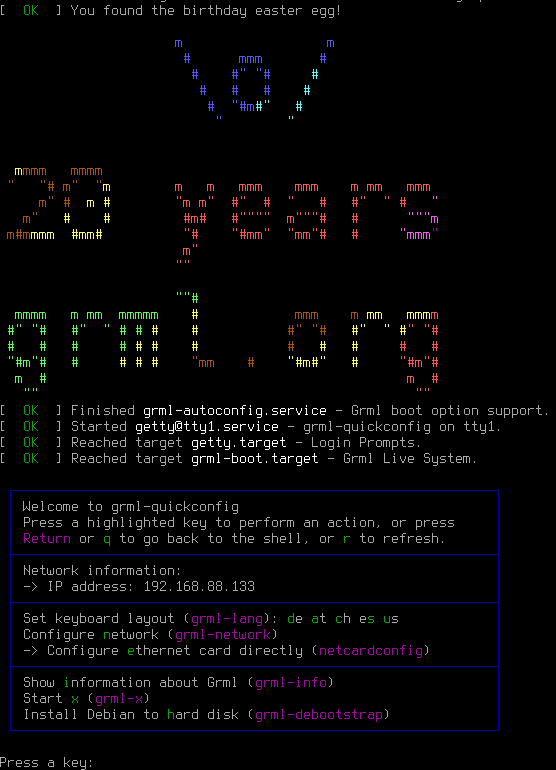 [  OK  ] You found the birthday easter egg!
\o/
20 years
grml.org
[  OK  ] Finished grml-autoconfig.service - Grml boot option support.
[  OK  ] Started getty@tty1.service - grml-quickconfig on tty1.
[  OK  ] Reached target getty.target - Login Prompts.
[  OK  ] Reached target grml-boot.target - Grml Live System.
Welcome to grml-quickconfig
Press a highlighted key to perform an action, or press
Return or q to go back to the shell, or r to refresh.
Network information:
-> IP address: 192.168.88.133
Set keyboard layout (grml-lang): de at ch es us
Configure network (grml-network)
-> Configure ethernet card directly (netcardconfig)
Show information about Grml (grml-info)
Start x (grml-x)
Install Debian to hard disk (grml-debootstrap)
Press a key: